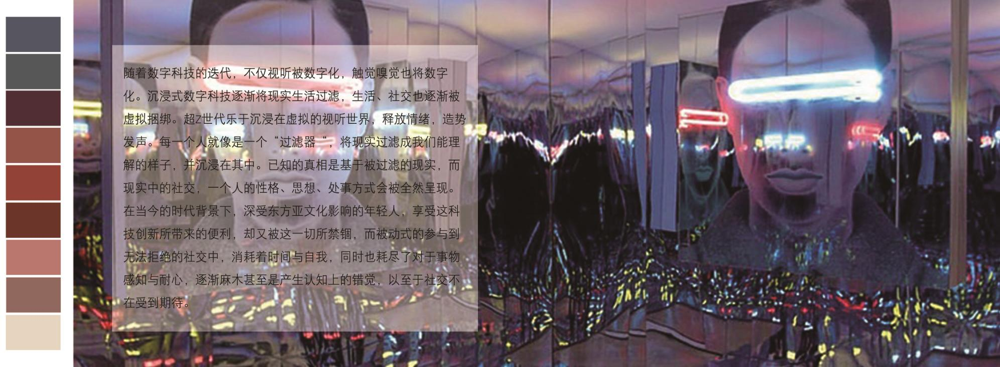 随着数字科技的迭代，不仅视听被数字化，触觉嗅觉也将数字
化。沉浸式数字科技逐渐将现实生活过滤，生活、社交也逐渐被
虚拟捆绑。超Z世代乐于沉浸在虚拟的视听世界，释放情绪，造势
发声。每一个人就像是一个“过滤器“，将现实过滤成我们能理
解的样子，并沉浸在其中。已知的真相是基于被过滤的现实，而
现实中的社交，一个人的性格、思想、处事方式会被全然呈现。
在当今的时代背景下，深受东方亚文化影响的年轻人，享受这科
技创新所带来的便利，却又被这一切所禁锢，而被动式的参与到
无法拒绝的社交中，消耗着时间与自我，同时也耗尽了对于事物
感知与耐心，逐渐麻木甚至是产生认知上的错觉，以至于社交不
在受到期待。